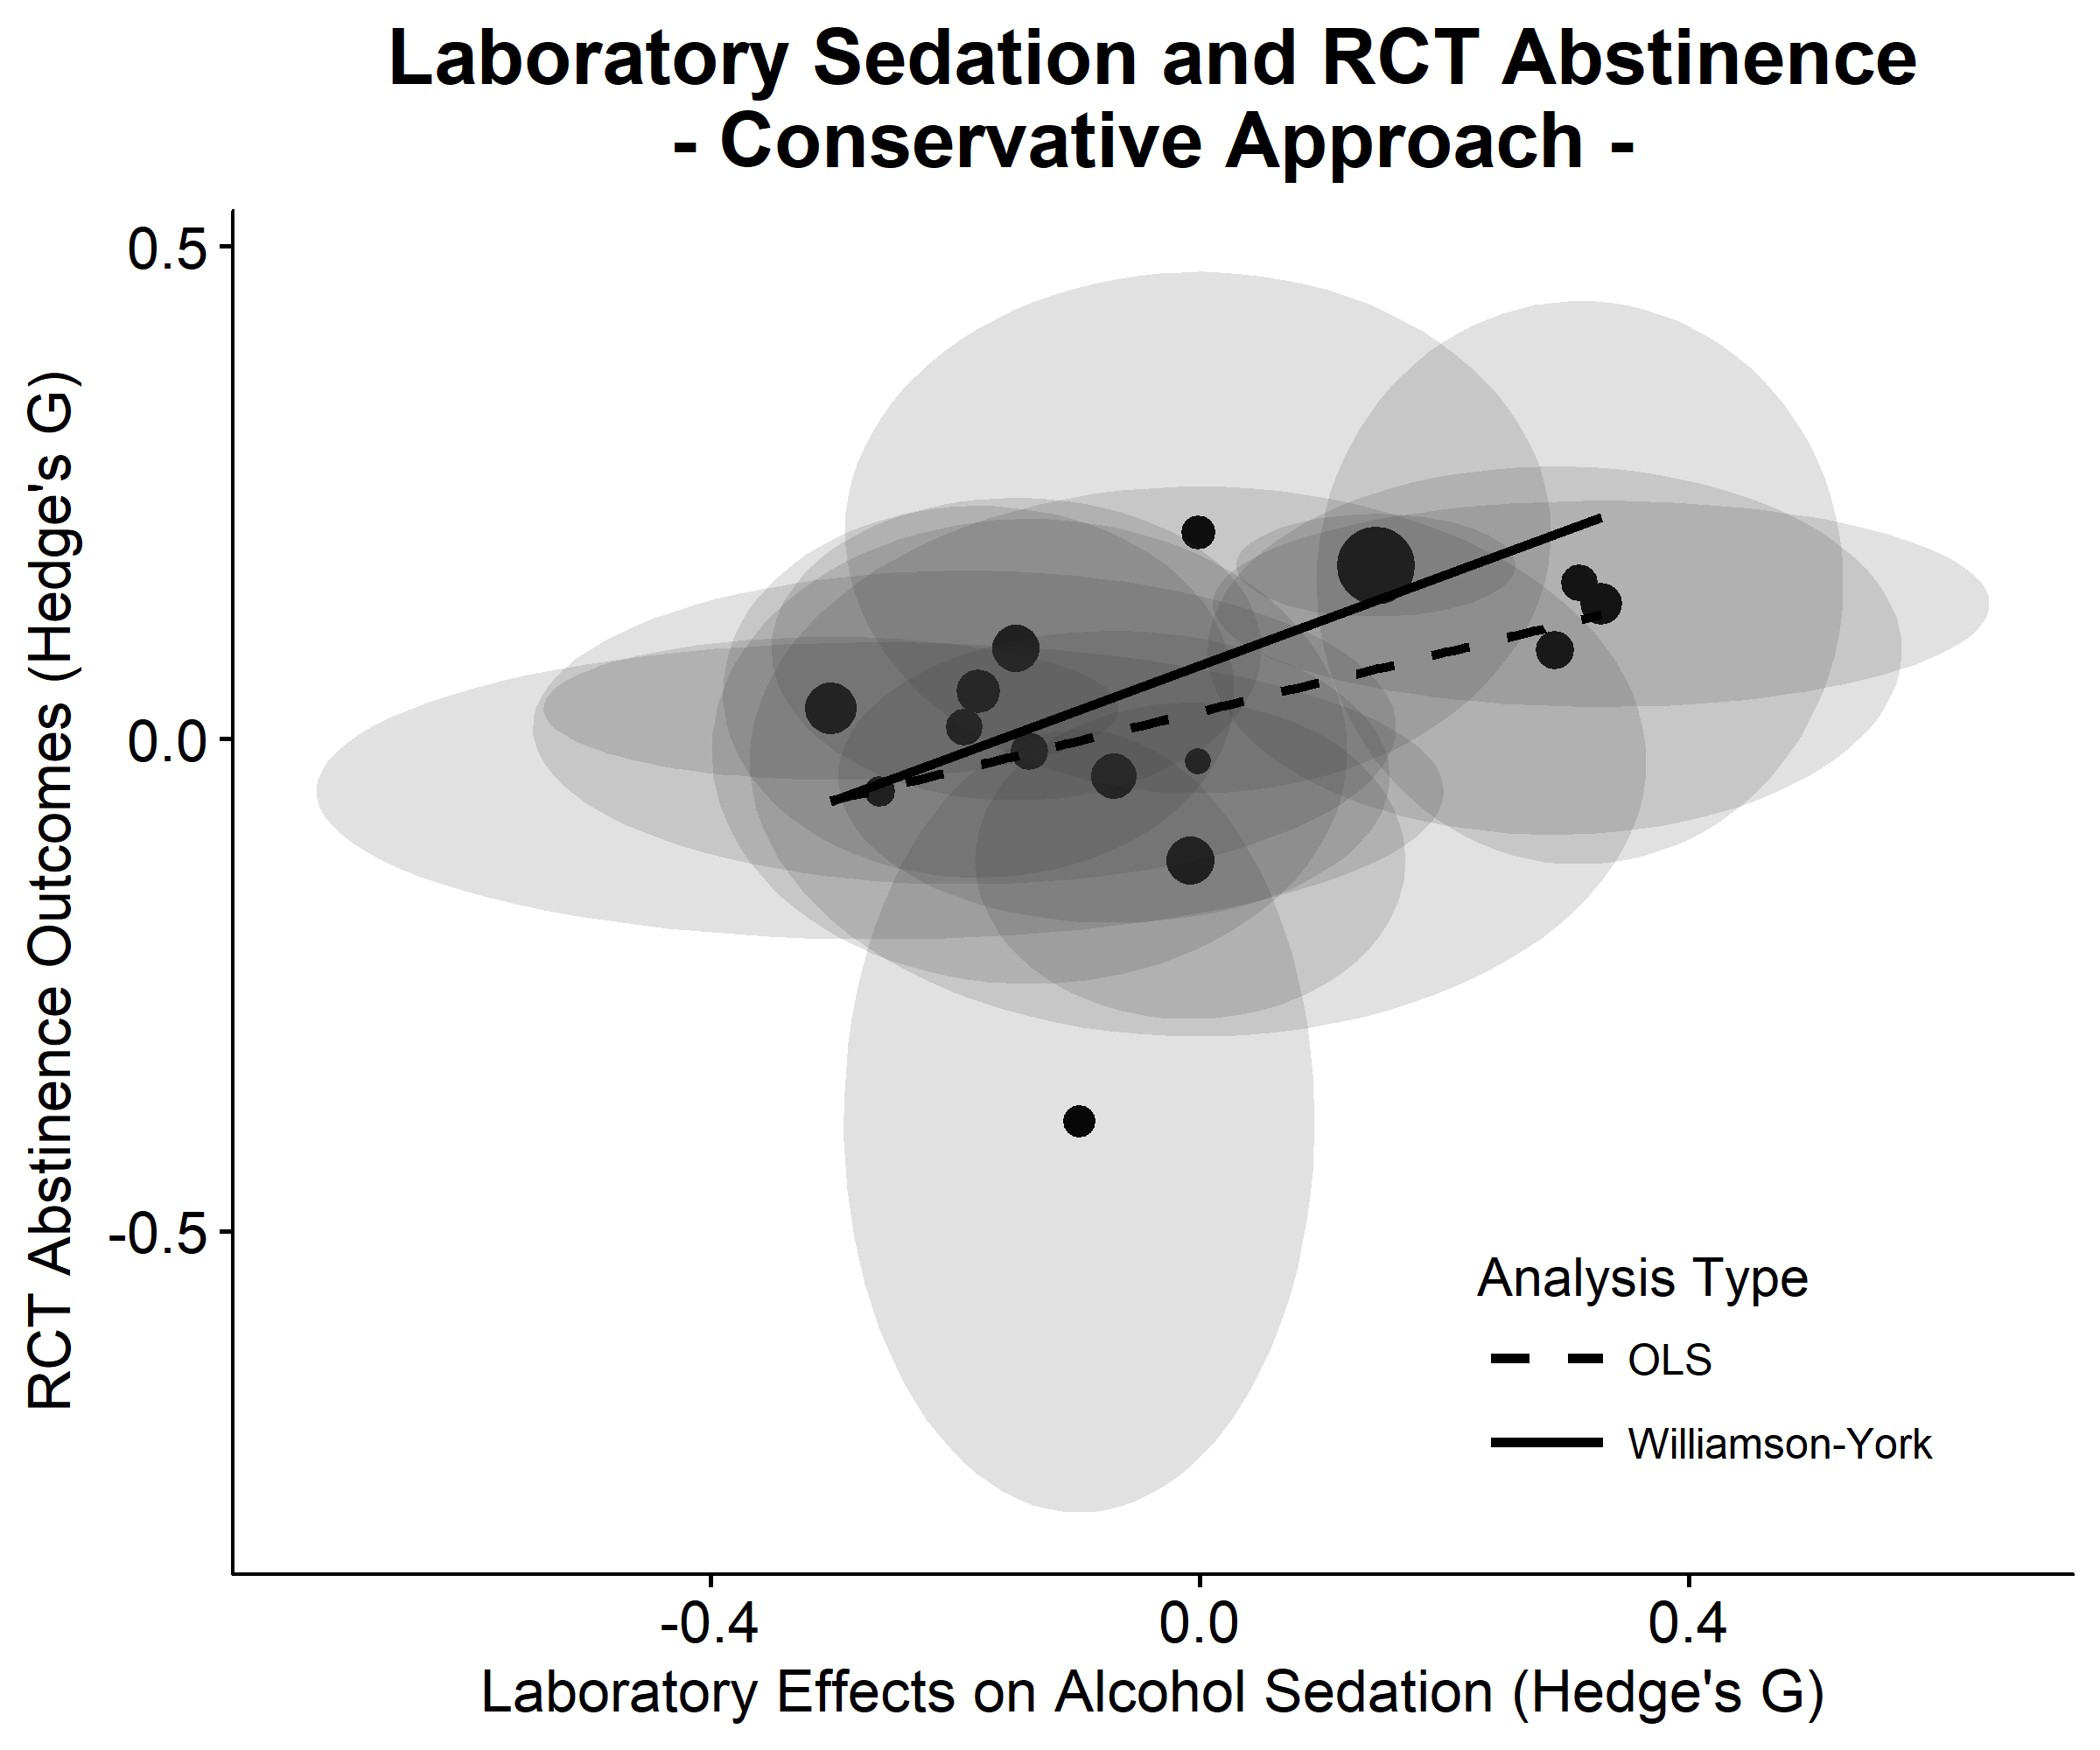 Laboratory Sedation and RCT Abstinence
- Conservative Approach -
RCT Abstinence Outcomes (Hedge's G)
0.5
0.0
-0.5
Analysis Type
OLS
Williamson-York
-0.4
0.0
0.4
Laboratory Effects on Alcohol Sedation (Hedge's G)